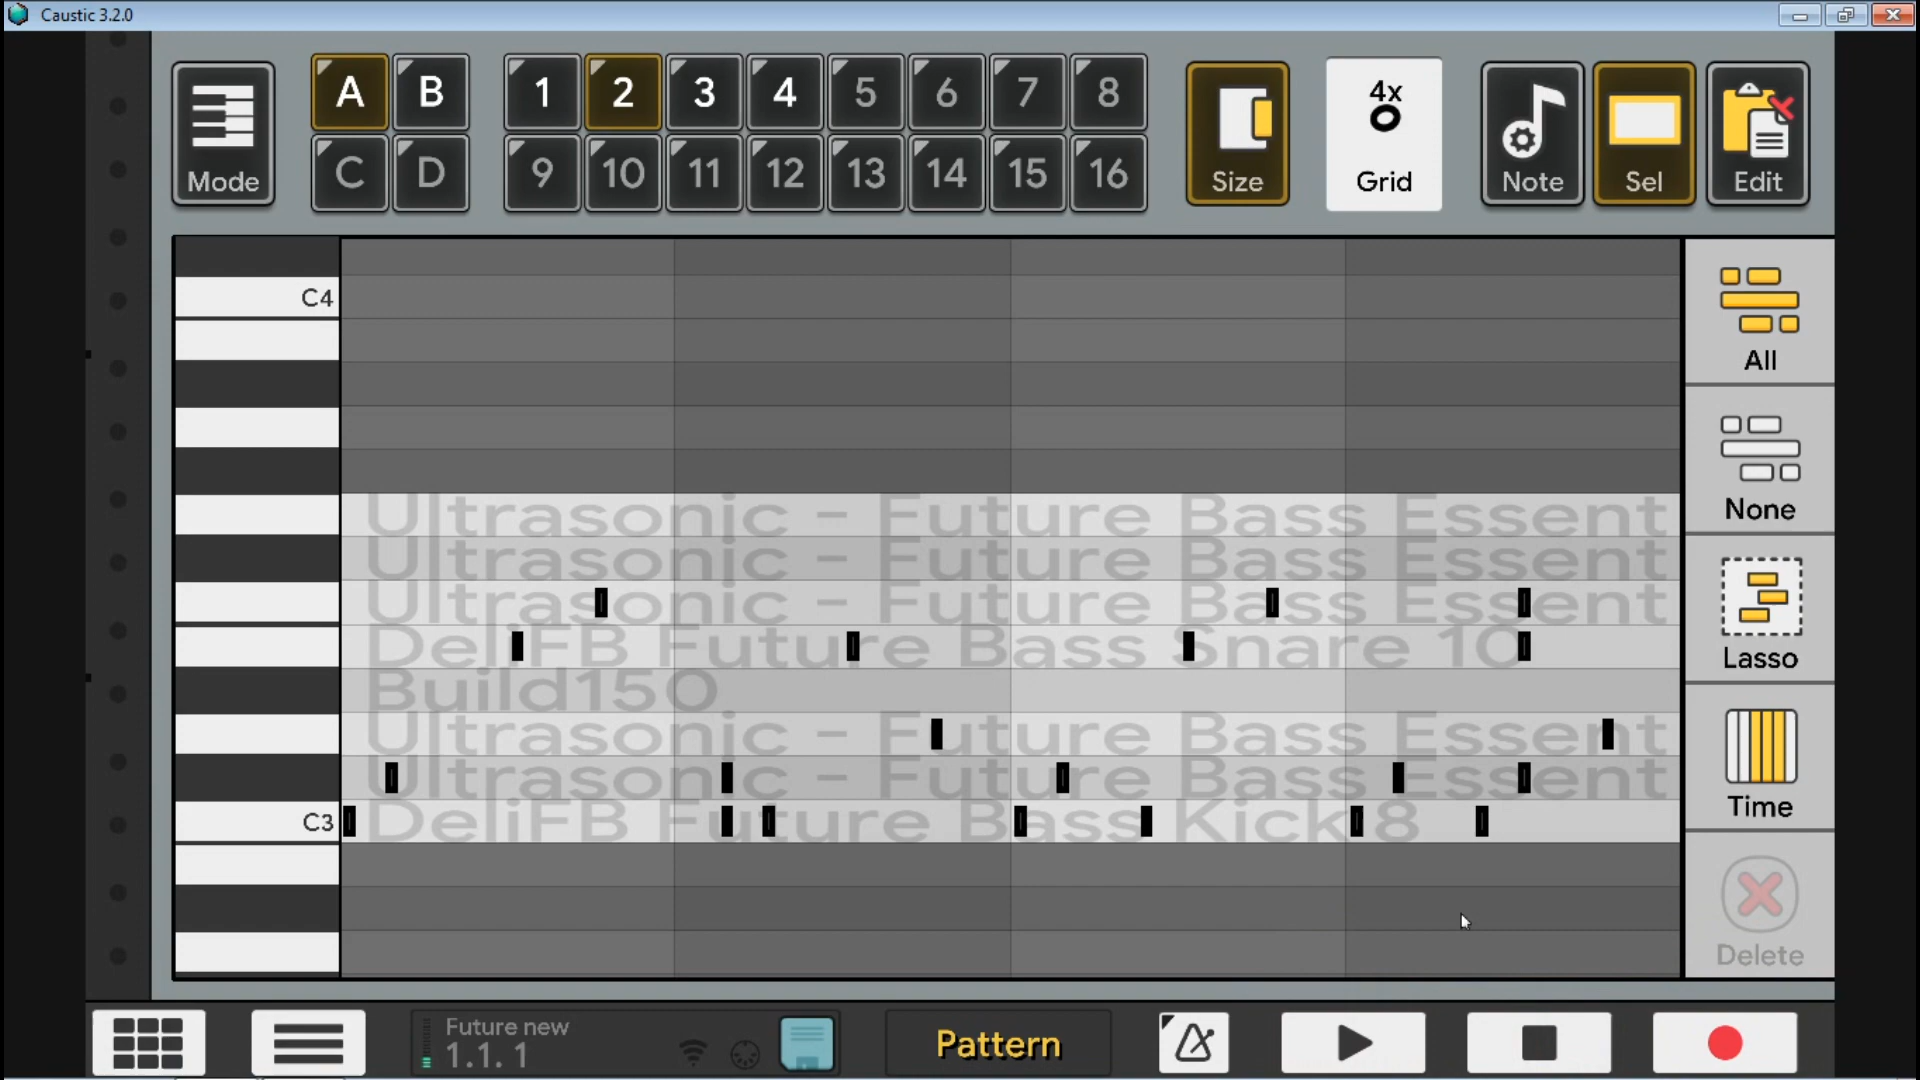 Caustic 3.2.0
Mode
A B 1 2 3 4 5 6 7 8
C D 9 10 11 12 13 14 15 16
Size
4x
Grid
Note
Sel
Edit
C4
All
None
Ultrasonic - Future Bass Essent
Ultrasonic - Future Bass Essent
Ultrasonic - Future Bass Essent
DeliFB Future Bass Snare 10
Lasso
Build150
Ultrasonic - Future Bass Essent
Ultrasonic - Future Bass Essent
Time
C3
DeliFB Future Bass Kick 8
Delete
Future new
1.1. 1
Pattern